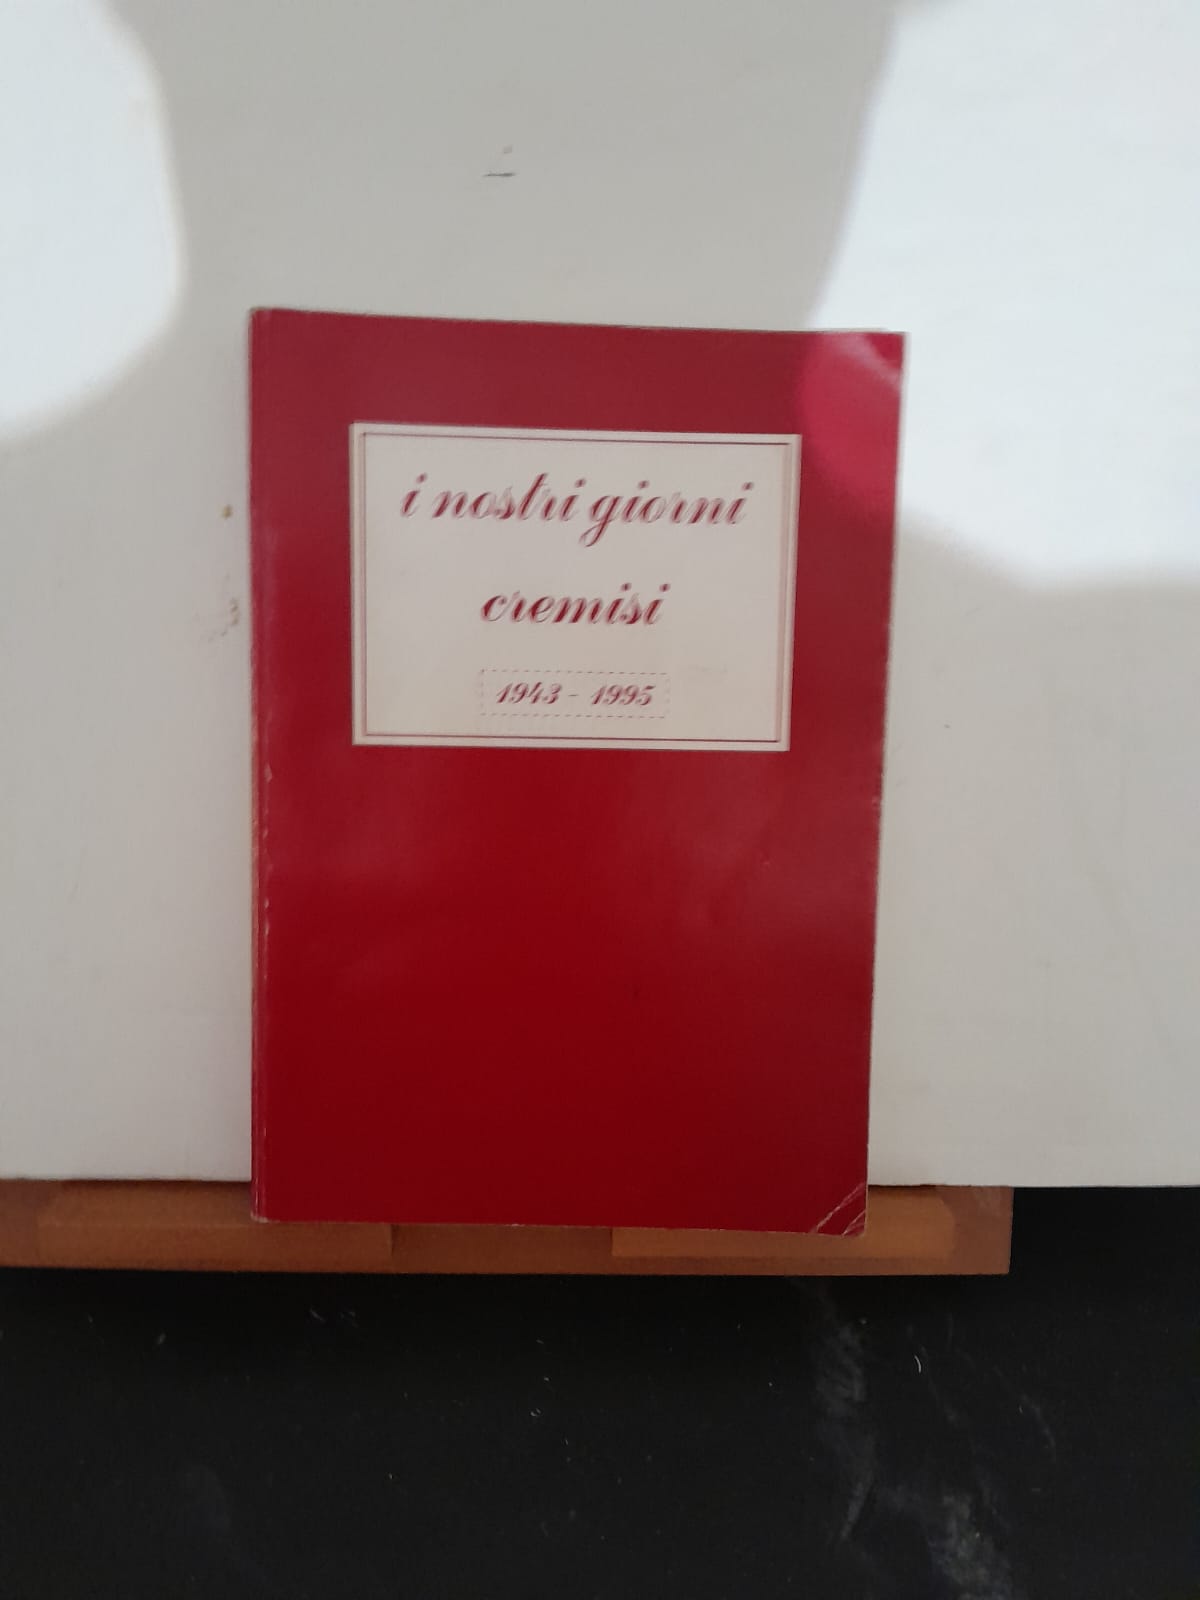 i nostri giorni
cremisi
1943 - 1995